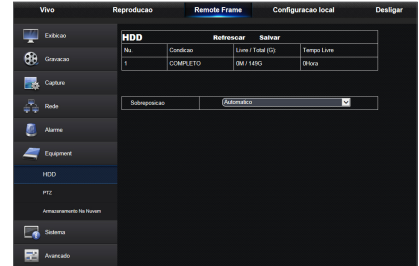 Vivo Reproducao Remote Frame Configuracao local Desligar
Exibicao
Gravacao
Capture
Rede
Alarme
Equipment
HDD
PTZ
Armazenamento Na Nuvem
Sistema
Avancado
HDD Refrescar Salvar
Nu. Condicao Livre / Total (G): Tempo Livre
1 COMPLETO 0M / 149G 0Hora
Sobreposicao Automatico